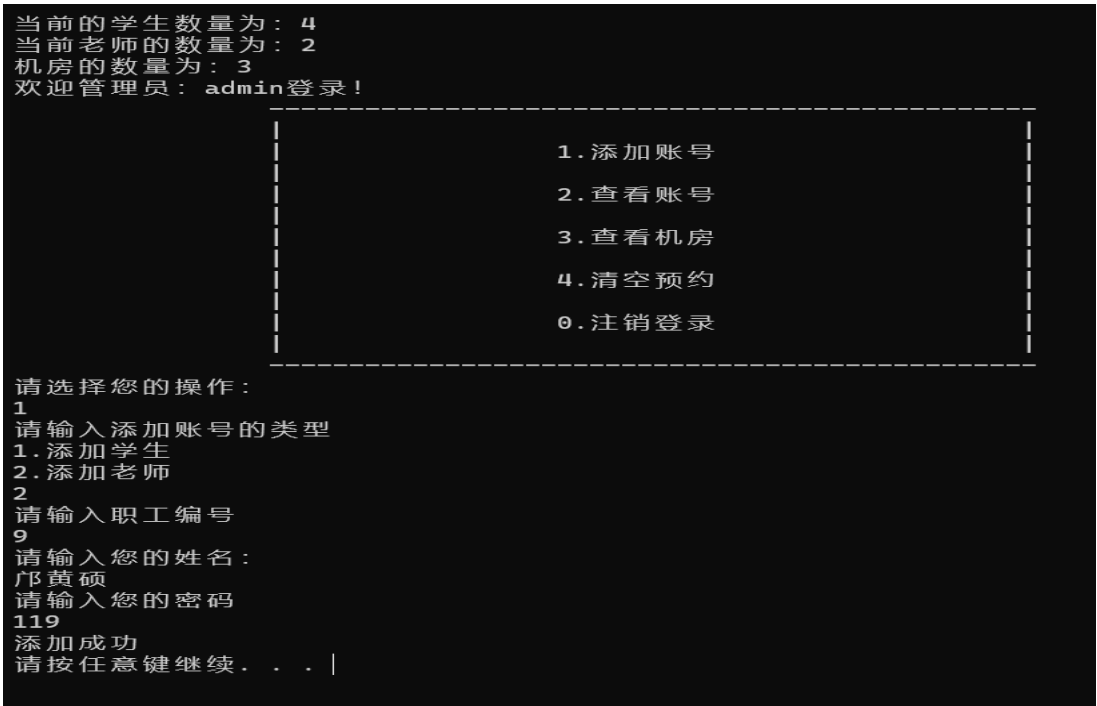 当前的学生数量为: 4
当前老师的数量为: 2
机房的数量为: 3
欢迎管理员: admin登录!
1.添加账号
2.查看账号
3.查看机房
4.清空预约
0.注销登录
请选择您的操作:
1
请输入添加账号的类型
1.添加学生
2.添加老师
2
请输入职工编号
9
请输入您的姓名:
邝黄硕
请输入您的密码
119
添加成功
请按任意键继续. . .